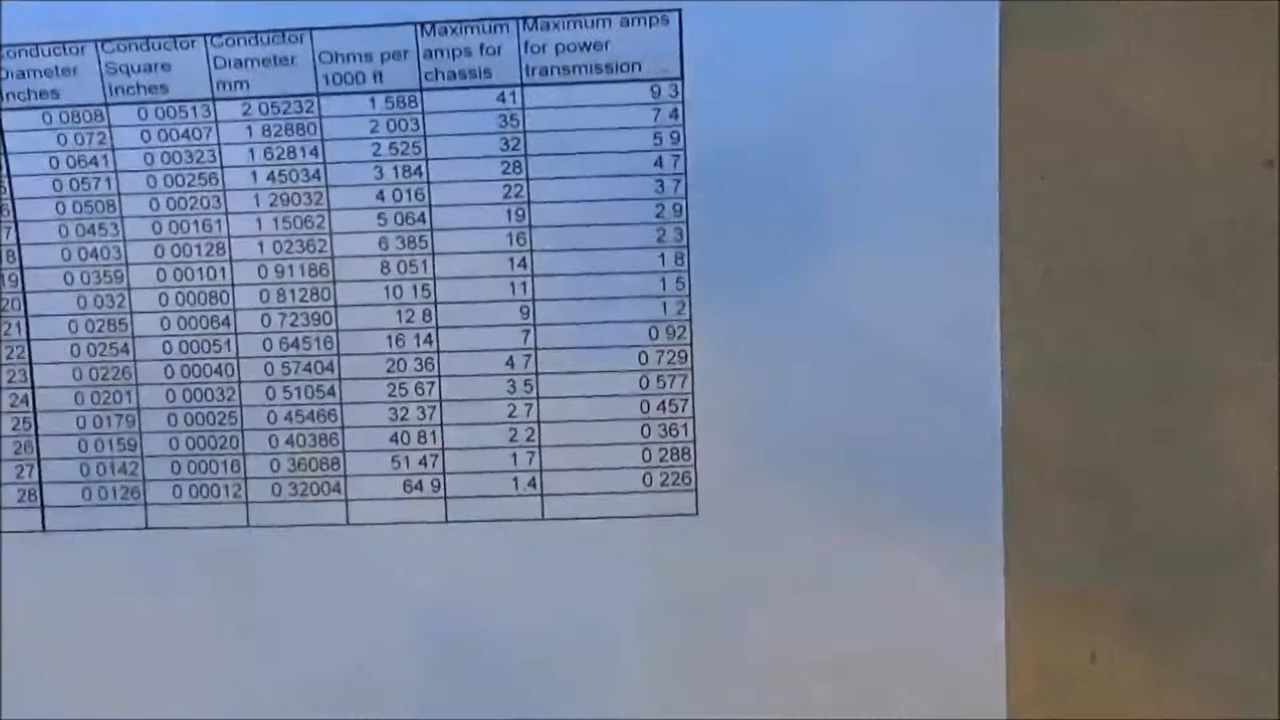 Conductor Diameter Inches | Conductor Square Inches | Conductor Diameter mm | Ohms per 1000 ft | Maximum amps for chassis | Maximum amps for power transmission
0 0808 0 00513 2 05232 1 588 41 9 3
0 072 0 00407 1 82880 2 003 35 7 4
0 0641 0 00323 1 62814 2 525 32 5 9
5 0 0571 0 00256 1 45034 3 184 28 4 7
6 0 0508 0 00203 1 29032 4 016 22 3 7
7 0 0453 0 00161 1 15062 5 064 19 2 9
8 0 0403 0 00128 1 02362 6 385 16 2 3
19 0 0359 0 00101 0 91186 8 051 14 1 8
20 0 032 0 00080 0 81280 10 15 11 1 5
21 0 0285 0 00064 0 72390 12 8 9 1 2
22 0 0254 0 00051 0 64516 16 14 7 0 92
23 0 0226 0 00040 0 57404 20 36 4 7 0 729
24 0 0201 0 00032 0 51054 25 67 3 5 0 577
25 0 0179 0 00025 0 45466 32 37 2 7 0 457
26 0 0159 0 00020 0 40386 40 81 2 2 0 361
27 0 0142 0 00016 0 36068 51 47 1 7 0 288
28 0 0126 0 00012 0 32004 64 9 1.4 0 226